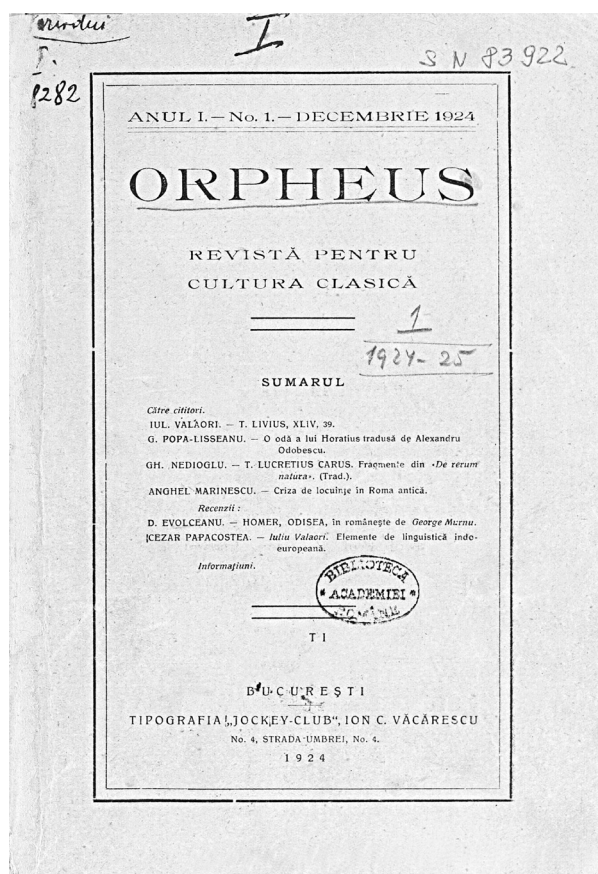 I
S N 83922
I.
8282
ANUL I. — No. 1. — DECEMBRIE 1924
ORPHEUS
REVISTĂ PENTRU
CULTURA CLASICĂ
1
1924-25
SUMARUL
Către cititori.
IUL. VALAORI. — T. LIVIUS, XLIV, 39.
G. POPA-LISSEANU. — O odă a lui Horatius tradusă de Alexandru
Odobescu.
GH. NEDIOGLU. — T. LUCRETIUS CARUS. Fragmente din «De rerum
natura». (Trad.).
ANGHEL MARINESCU. — Criza de locuințe în Roma antică.
Recenzii :
D. EVOLCEANU. — HOMER, ODISEA, în românește de George Murnu.
CEZAR PAPACOSTEA. — Iuliu Valaori. Elemente de linguistică indo-
europeană.
Informațiuni.
BIBLIOTECA
ACADEMIEI
ROMÂNE
T I
BUCUREȘTI
TIPOGRAFIA „JOCKEY-CLUB“, ION C. VĂCĂRESCU
No. 4, STRADA UMBREI, No. 4.
1924